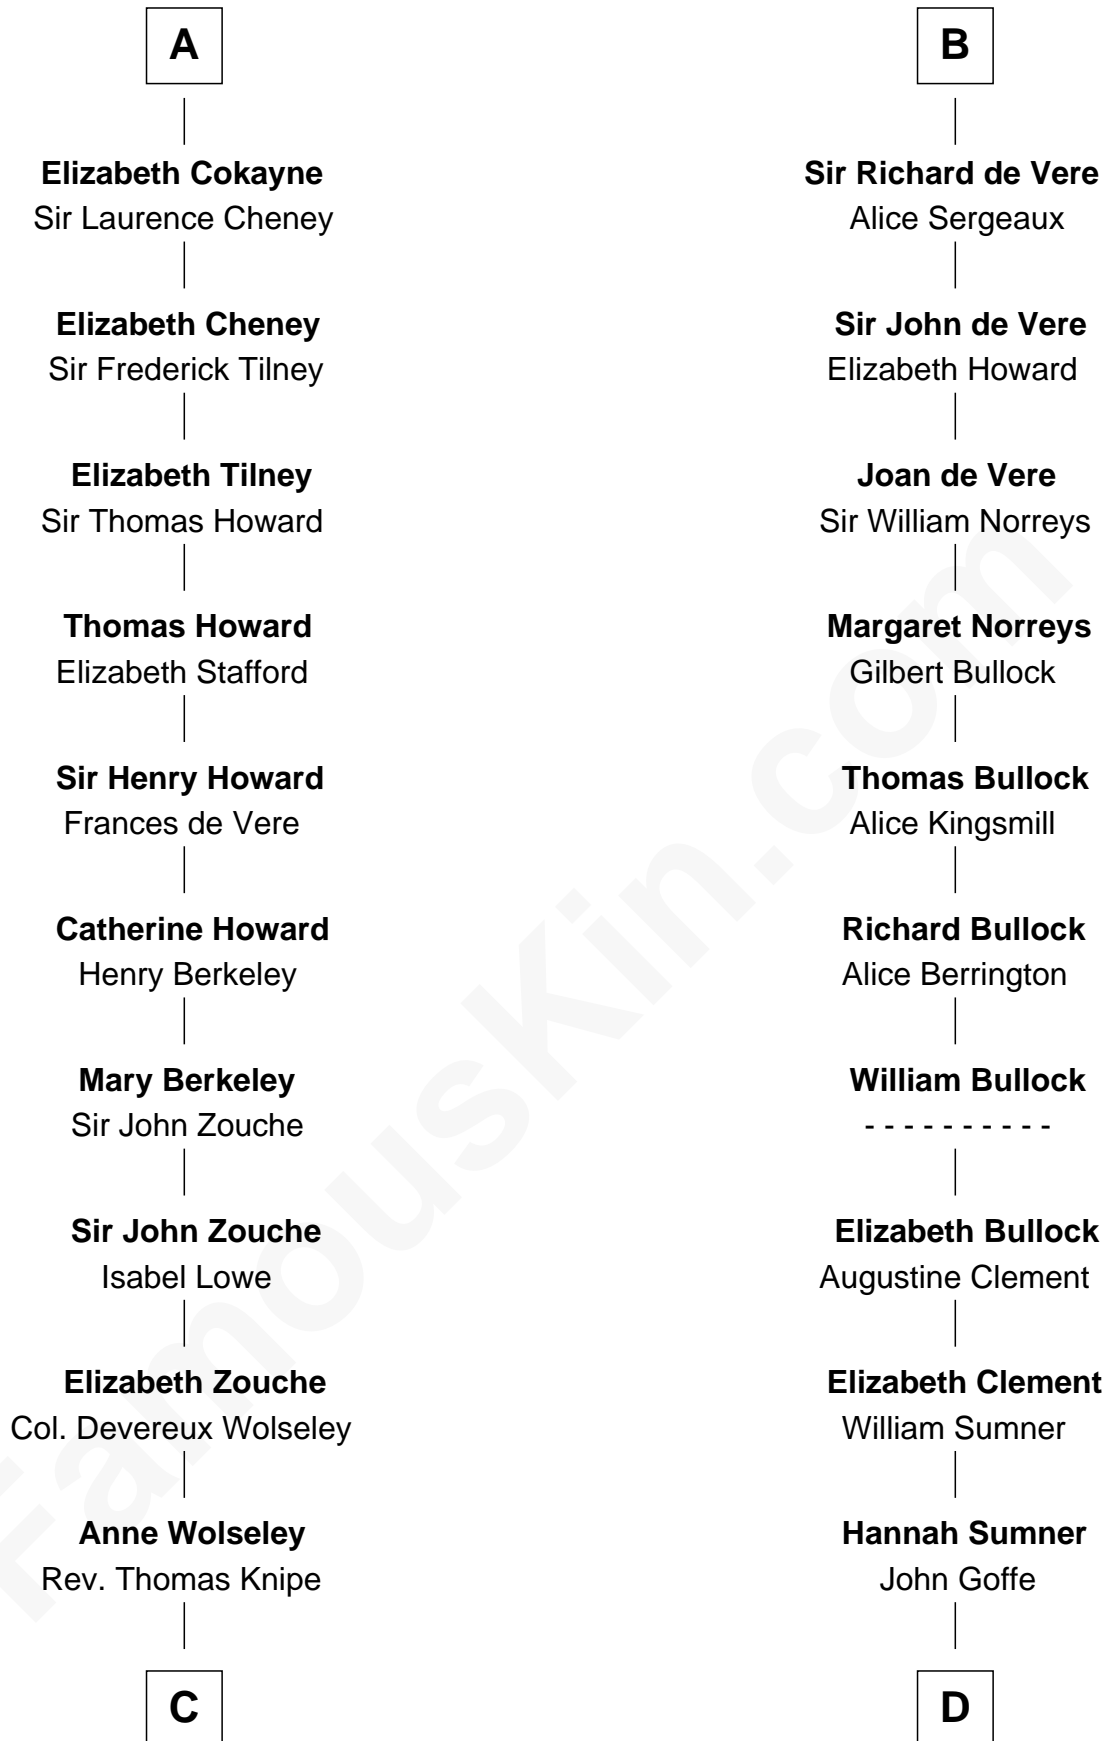 A
Elizabeth Cokayne
Sir Laurence Cheney
Elizabeth Cheney
Sir Frederick Tilney
Elizabeth Tilney
Sir Thomas Howard
Thomas Howard
Elizabeth Stafford
Sir Henry Howard
Frances de Vere
Catherine Howard
Henry Berkeley
Mary Berkeley
Sir John Zouche
Sir John Zouche
Isabel Lowe
Elizabeth Zouche
Col. Devereux Wolseley
Anne Wolseley
Rev. Thomas Knipe
C
B
Sir Richard de Vere
Alice Sergeaux
Sir John de Vere
Elizabeth Howard
Joan de Vere
Sir William Norreys
Margaret Norreys
Gilbert Bullock
Thomas Bullock
Alice Kingsmill
Richard Bullock
Alice Berrington
William Bullock
- - - - - - - - - -
Elizabeth Bullock
Augustine Clement
Elizabeth Clement
William Sumner
Hannah Sumner
John Goffe
D
FamousKin.com